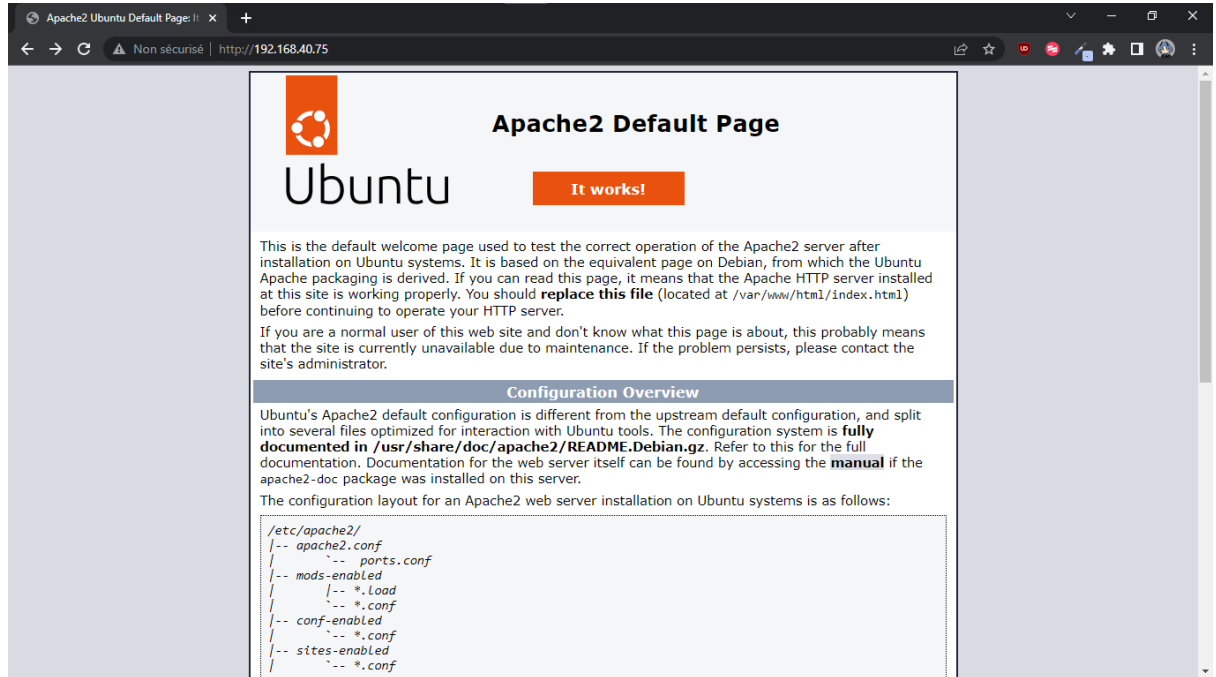 Apache2 Ubuntu Default Page: It
Non sécurisé | http://192.168.40.75
Apache2 Default Page
Ubuntu
It works!
This is the default welcome page used to test the correct operation of the Apache2 server after
installation on Ubuntu systems. It is based on the equivalent page on Debian, from which the Ubuntu
Apache packaging is derived. If you can read this page, it means that the Apache HTTP server installed
at this site is working properly. You should replace this file (located at /var/www/html/index.html)
before continuing to operate your HTTP server.
If you are a normal user of this web site and don't know what this page is about, this probably means
that the site is currently unavailable due to maintenance. If the problem persists, please contact the
site's administrator.
Configuration Overview
Ubuntu's Apache2 default configuration is different from the upstream default configuration, and split
into several files optimized for interaction with Ubuntu tools. The configuration system is fully
documented in /usr/share/doc/apache2/README.Debian.gz. Refer to this for the full
documentation. Documentation for the web server itself can be found by accessing the manual if the
apache2-doc package was installed on this server.
The configuration layout for an Apache2 web server installation on Ubuntu systems is as follows:
/etc/apache2/
|-- apache2.conf
|       `--  ports.conf
|-- mods-enabled
|       |-- *.load
|       `-- *.conf
|-- conf-enabled
|       `-- *.conf
|-- sites-enabled
|       `-- *.conf